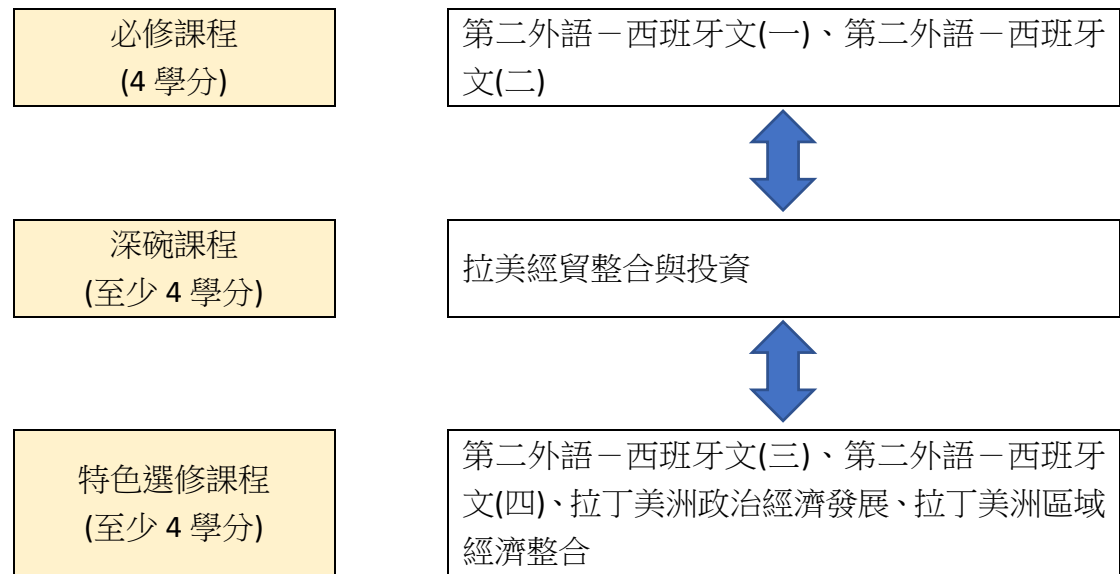 必修課程
(4 學分)
第二外語－西班牙文(一)、第二外語－西班牙
文(二)
深碗課程
(至少 4 學分)
拉美經貿整合與投資
特色選修課程
(至少 4 學分)
第二外語－西班牙文(三)、第二外語－西班牙
文(四)、拉丁美洲政治經濟發展、拉丁美洲區域
經濟整合